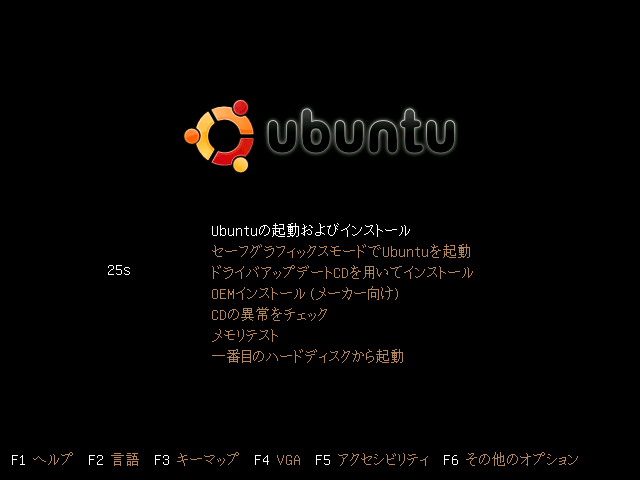 ubuntu
Ubuntuの起動およびインストール
セーフグラフィックスモードでUbuntuを起動
25s
ドライバアップデートCDを用いてインストール
OEMインストール (メーカー向け)
CDの異常をチェック
メモリテスト
一番目のハードディスクから起動
F1 ヘルプ F2 言語 F3 キーマップ F4 VGA F5 アクセシビリティ F6 その他のオプション